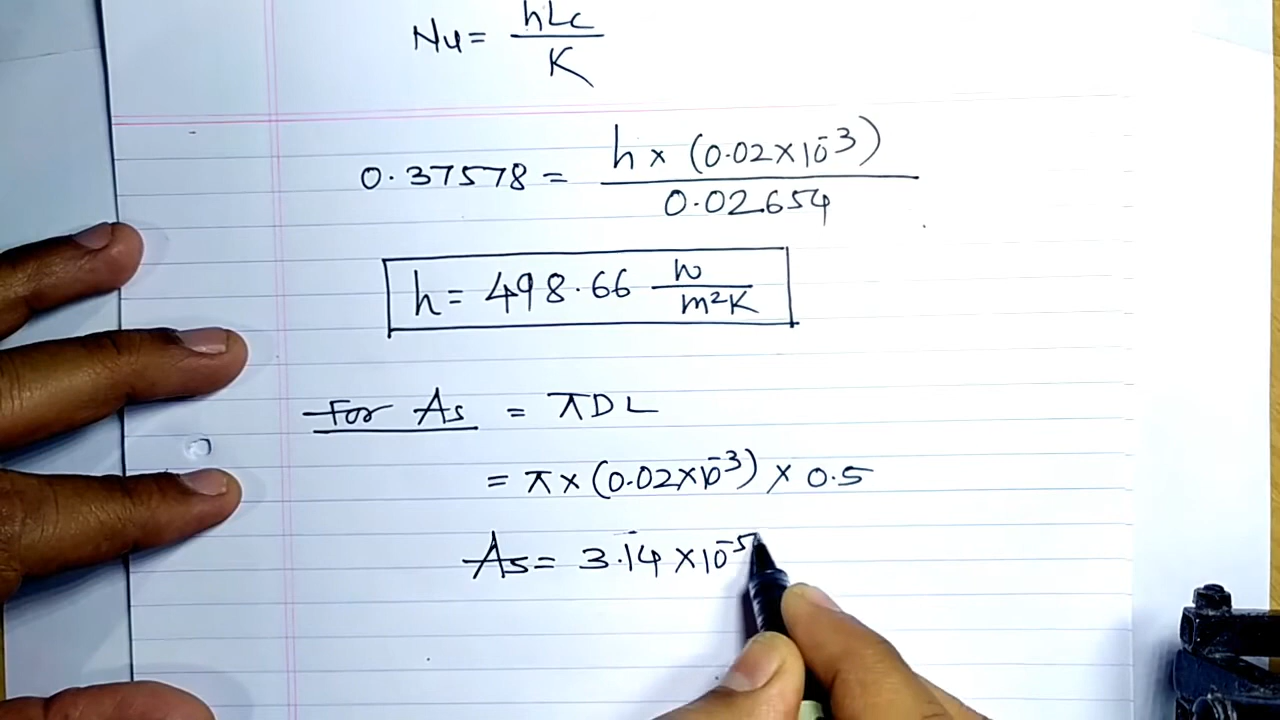 Nu = hLc / K
0.37578 = h × (0.02×10⁻³) / 0.02654
h = 498.66 W / m²K
For As = πDL
= π × (0.02×10⁻³) × 0.5
As = 3.14 × 10⁻⁵